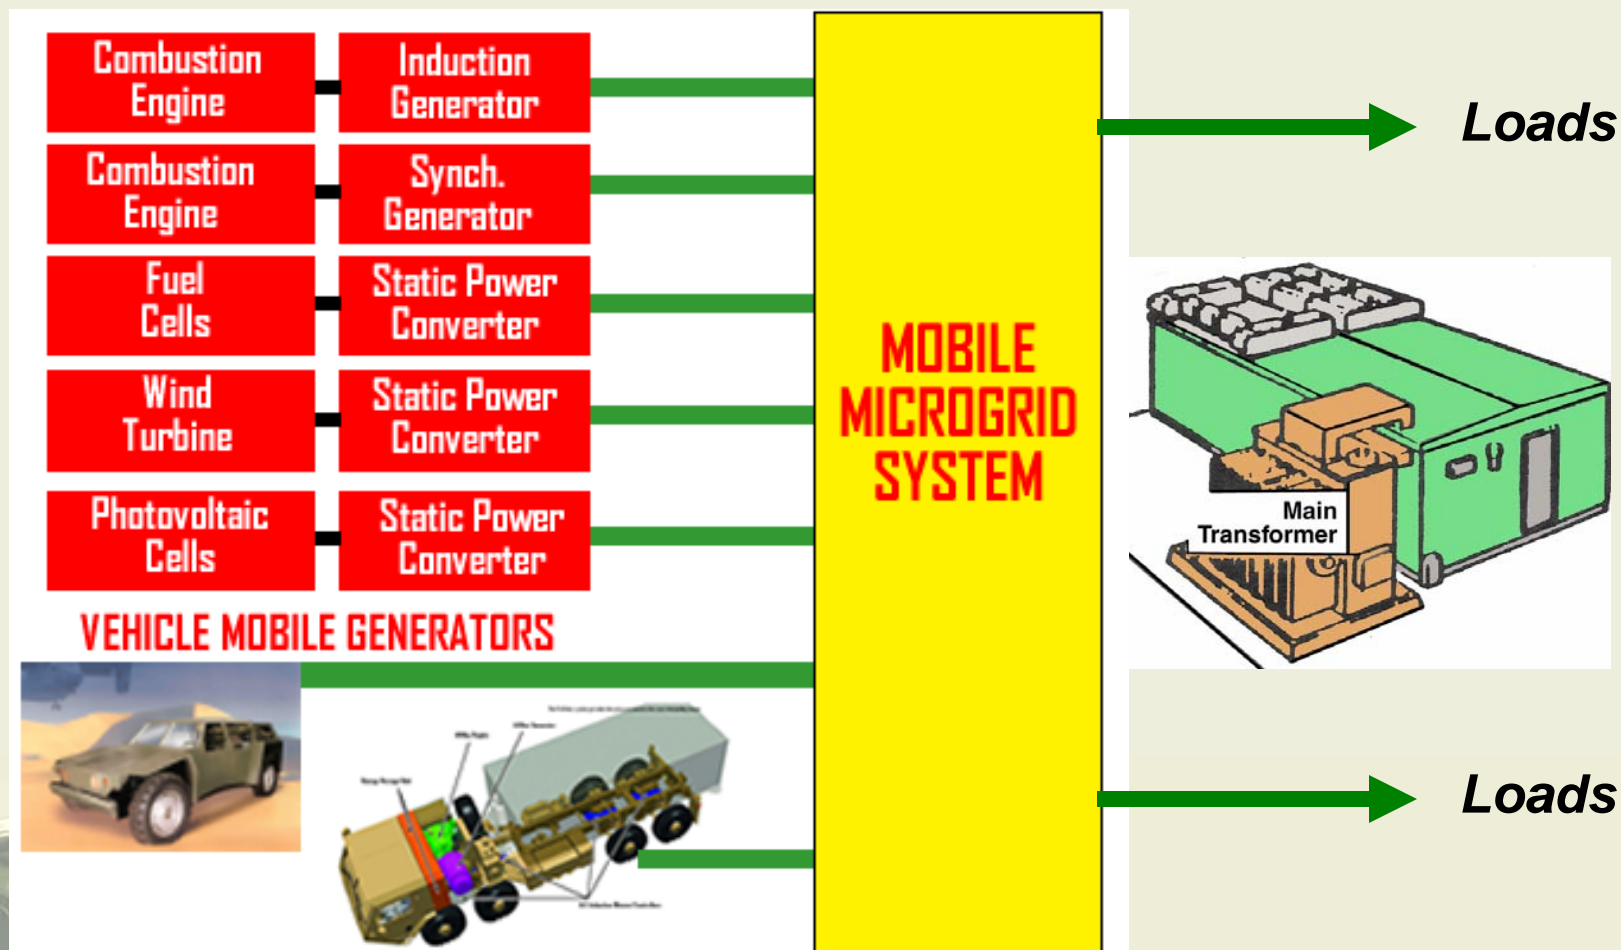 Combustion
Engine
Induction
Generator
Combustion
Engine
Synch.
Generator
Fuel
Cells
Static Power
Converter
Wind
Turbine
Static Power
Converter
Photovoltaic
Cells
Static Power
Converter
VEHICLE MOBILE GENERATORS
MOBILE
MICROGRID
SYSTEM
Loads
Main
Transformer
Loads